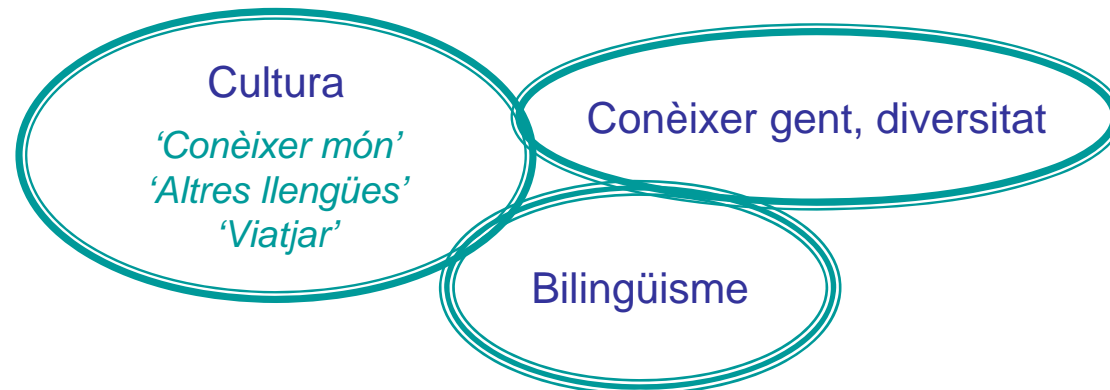 Cultura
‘Conèixer món’
‘Altres llengües’
‘Viatjar’
Conèixer gent, diversitat
Bilingüisme